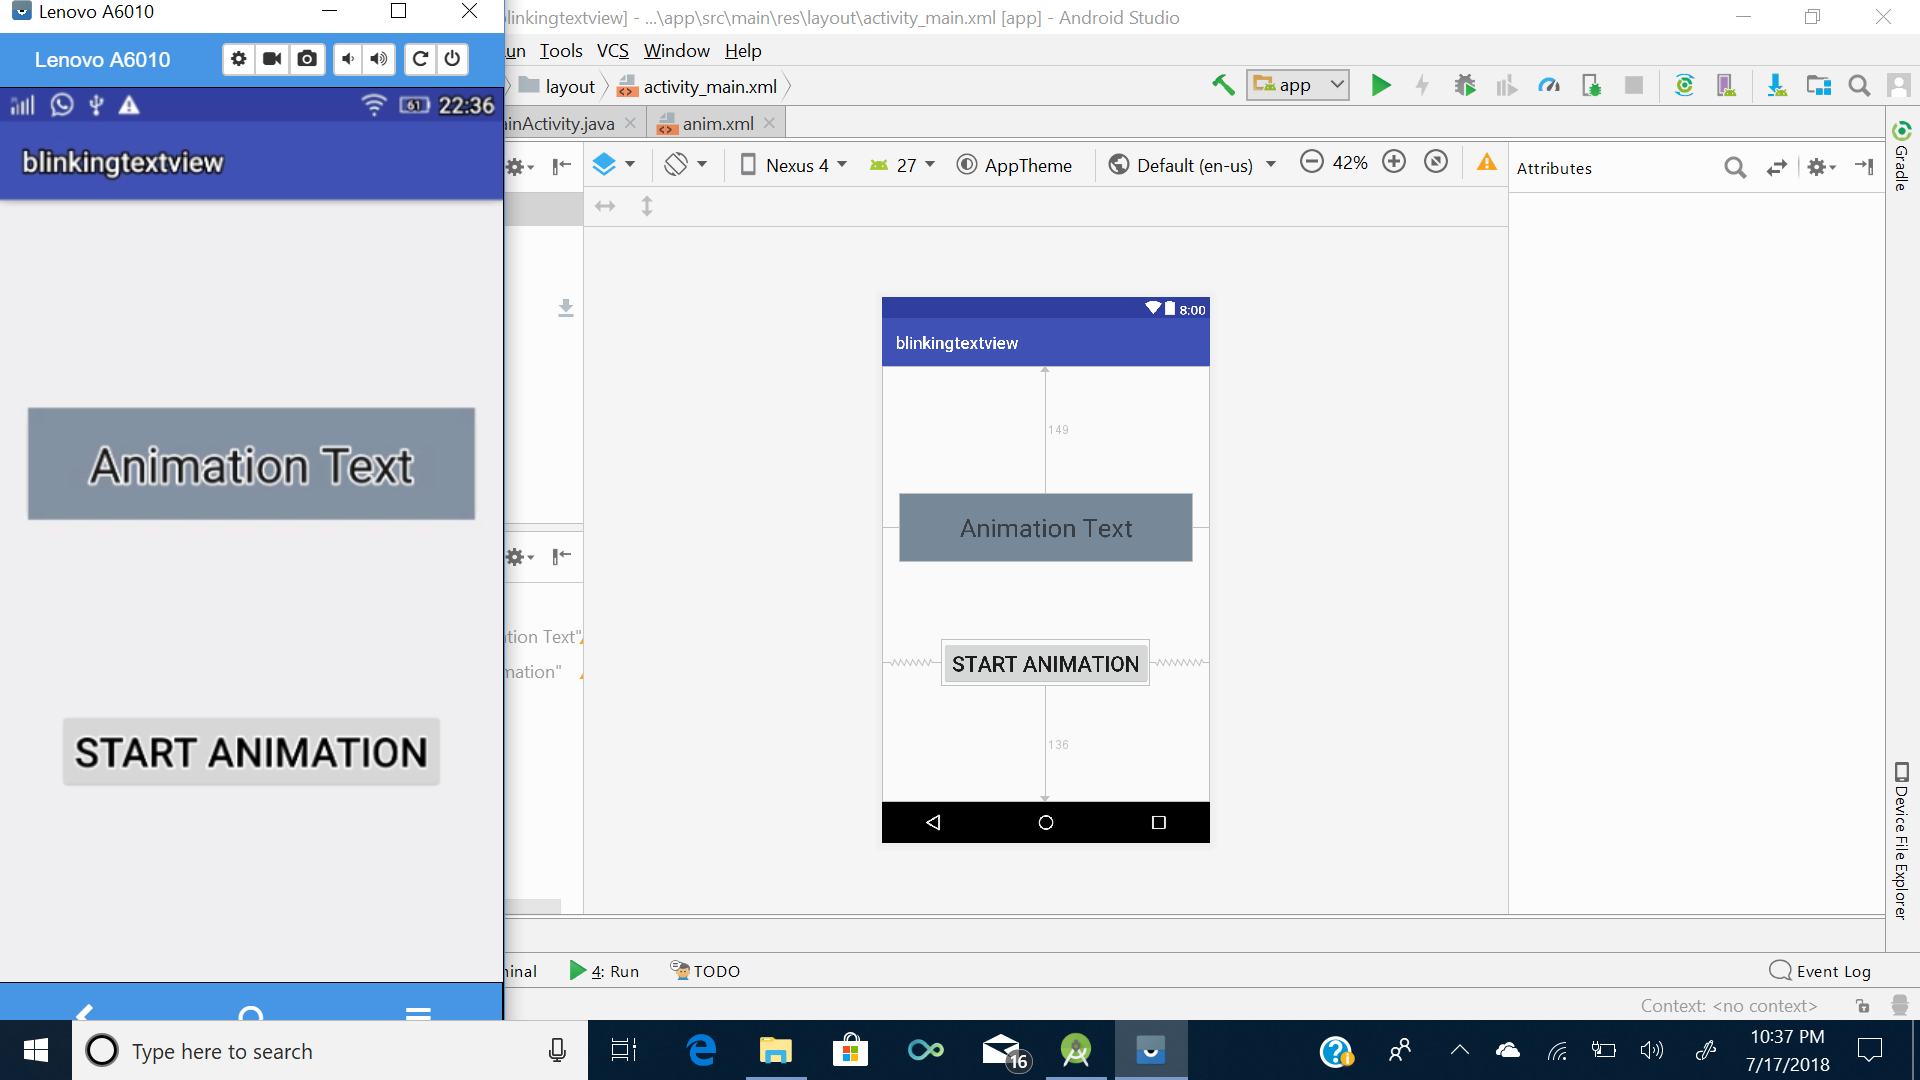 Lenovo A6010
Lenovo A6010
61 22:36
blinkingtextview
Animation Text
START ANIMATION
linkingtextview] - ...\app\src\main\res\layout\activity_main.xml [app] - Android Studio
un Tools VCS Window Help
layout activity_main.xml
app
inActivity.java anim.xml
Nexus 4 27 AppTheme Default (en-us) 42%
Attributes
Gradle
8:00
blinkingtextview
149
Animation Text
START ANIMATION
136
tion Text"
mation"
Device File Explorer
ninal 4: Run TODO
Event Log
Context: <no context>
Type here to search
16
10:37 PM
7/17/2018